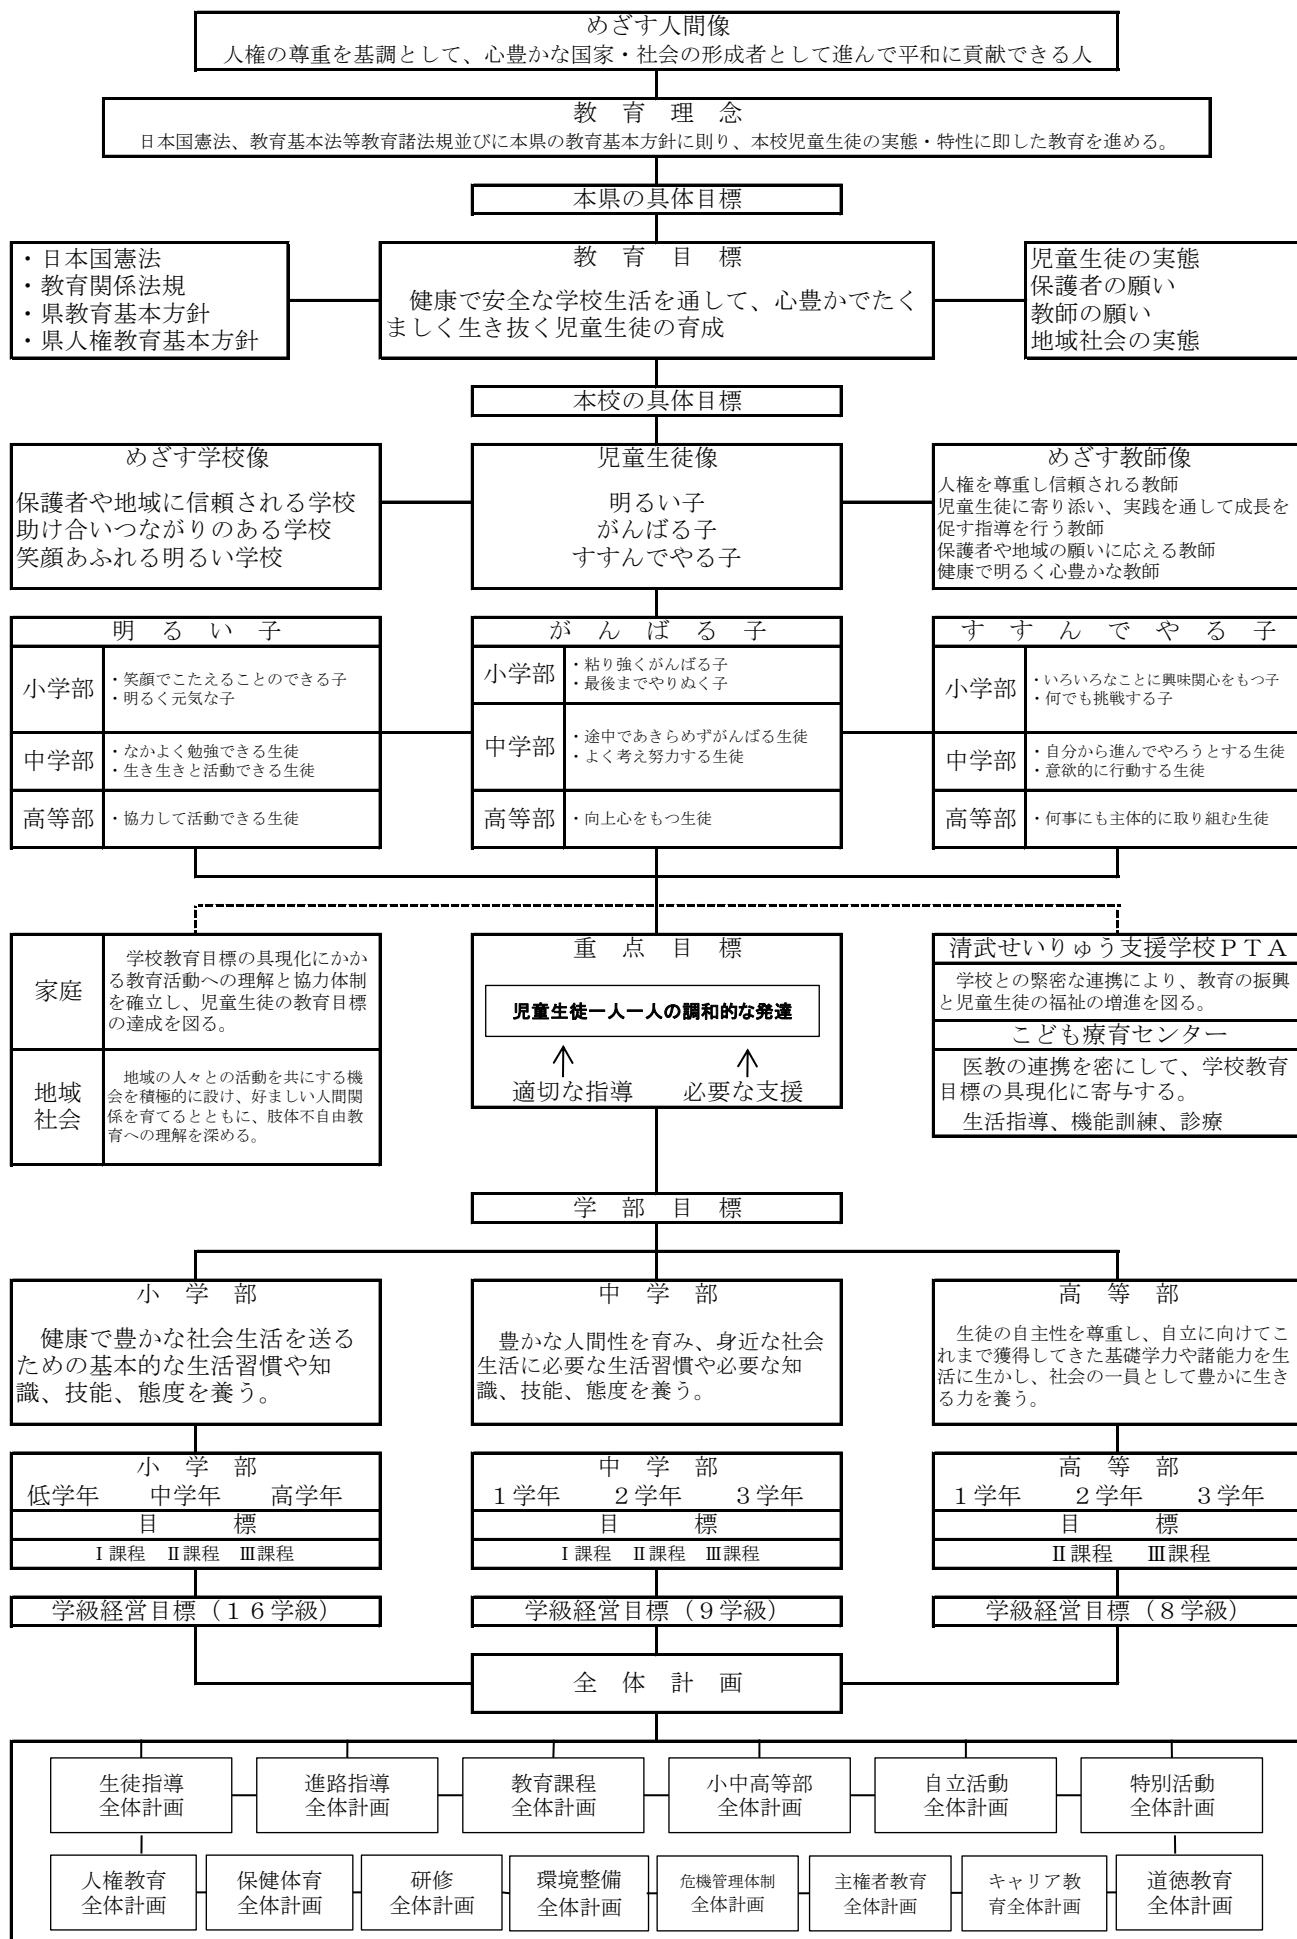 めざす人間像
人権の尊重を基調として、心豊かな国家・社会の形成者として進んで平和に貢献できる人
教　育　理　念
日本国憲法、教育基本法等教育諸法規並びに本県の教育基本方針に則り、本校児童生徒の実態・特性に即した教育を進める。
本県の具体目標
・日本国憲法
・教育関係法規
・県教育基本方針
・県人権教育基本方針
教　育　目　標
健康で安全な学校生活を通して、心豊かでたく
ましく生き抜く児童生徒の育成
児童生徒の実態
保護者の願い
教師の願い
地域社会の実態
本校の具体目標
めざす学校像
保護者や地域に信頼される学校
助け合いつながりのある学校
笑顔あふれる明るい学校
児童生徒像
明るい子
がんばる子
すすんでやる子
めざす教師像
人権を尊重し信頼される教師
児童生徒に寄り添い、実践を通して成長を
促す指導を行う教師
保護者や地域の願いに応える教師
健康で明るく心豊かな教師
明　る　い　子
小学部
・笑顔でこたえることのできる子
・明るく元気な子
中学部
・なかよく勉強できる生徒
・生き生きと活動できる生徒
高等部
・協力して活動できる生徒
が　ん　ば　る　子
小学部
・粘り強くがんばる子
・最後までやりぬく子
中学部
・途中であきらめずがんばる生徒
・よく考え努力する生徒
高等部
・向上心をもつ生徒
す　す　ん　で　や　る　子
小学部
・いろいろなことに興味関心をもつ子
・何でも挑戦する子
中学部
・自分から進んでやろうとする生徒
・意欲的に行動する生徒
高等部
・何事にも主体的に取り組む生徒
家庭
学校教育目標の具現化にかか
る教育活動への理解と協力体制
を確立し、児童生徒の教育目標
の達成を図る。
地域
社会
地域の人々との活動を共にする機
会を積極的に設け、好ましい人間関
係を育てるとともに、肢体不自由教
育への理解を深める。
重　点　目　標
児童生徒一人一人の調和的な発達
適切な指導　必要な支援
清武せいりゅう支援学校ＰＴＡ
学校との緊密な連携により、教育の振興
と児童生徒の福祉の増進を図る。
こども療育センター
医教の連携を密にして、学校教育
目標の具現化に寄与する。
生活指導、機能訓練、診療
学　部　目　標
小　学　部
健康で豊かな社会生活を送る
ための基本的な生活習慣や知
識、技能、態度を養う。
中　学　部
豊かな人間性を育み、身近な社会
生活に必要な生活習慣や必要な知
識、技能、態度を養う。
高　等　部
生徒の自主性を尊重し、自立に向けてこ
れまで獲得してきた基礎学力や諸能力を生
活に生かし、社会の一員として豊かに生き
る力を養う。
小　学　部
低学年　中学年　高学年
目　標
Ⅰ課程　Ⅱ課程　Ⅲ課程
中　学　部
１学年　２学年　３学年
目　標
Ⅰ課程　Ⅱ課程　Ⅲ課程
高　等　部
１学年　２学年　３学年
目　標
Ⅱ課程　Ⅲ課程
学級経営目標（１６学級）
学級経営目標（９学級）
学級経営目標（８学級）
全　体　計　画
生徒指導
全体計画
進路指導
全体計画
教育課程
全体計画
小中高等部
全体計画
自立活動
全体計画
特別活動
全体計画
人権教育
全体計画
保健体育
全体計画
研修
全体計画
環境整備
全体計画
危機管理体制
全体計画
主権者教育
全体計画
キャリア教
育全体計画
道徳教育
全体計画